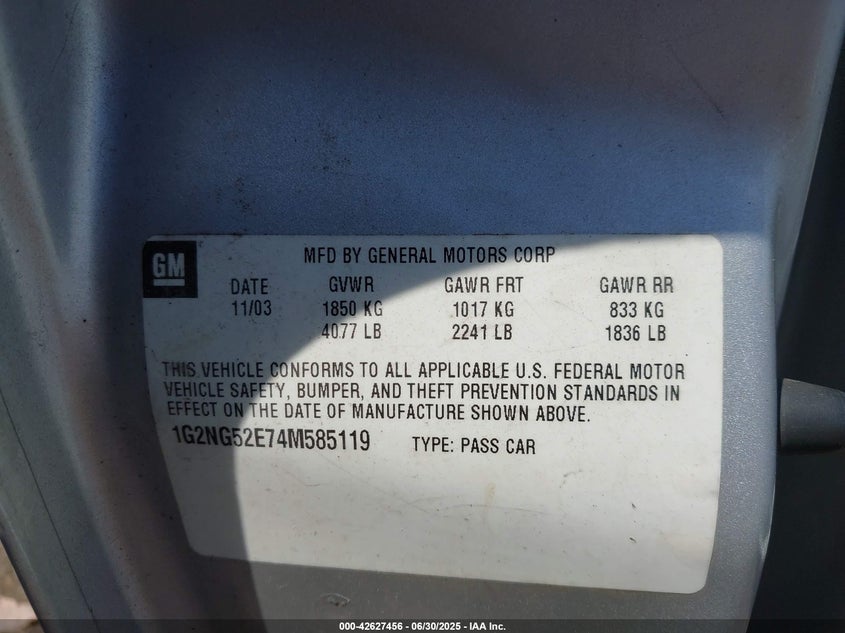 GM
MFD BY GENERAL MOTORS CORP
DATE GVWR GAWR FRT GAWR RR
11/03 1850 KG 1017 KG 833 KG
4077 LB 2241 LB 1836 LB
THIS VEHICLE CONFORMS TO ALL APPLICABLE U.S. FEDERAL MOTOR
VEHICLE SAFETY, BUMPER, AND THEFT PREVENTION STANDARDS IN
EFFECT ON THE DATE OF MANUFACTURE SHOWN ABOVE.
1G2NG52E74M585119 TYPE: PASS CAR
000-42627456 - 06/30/2025 - IAA Inc.